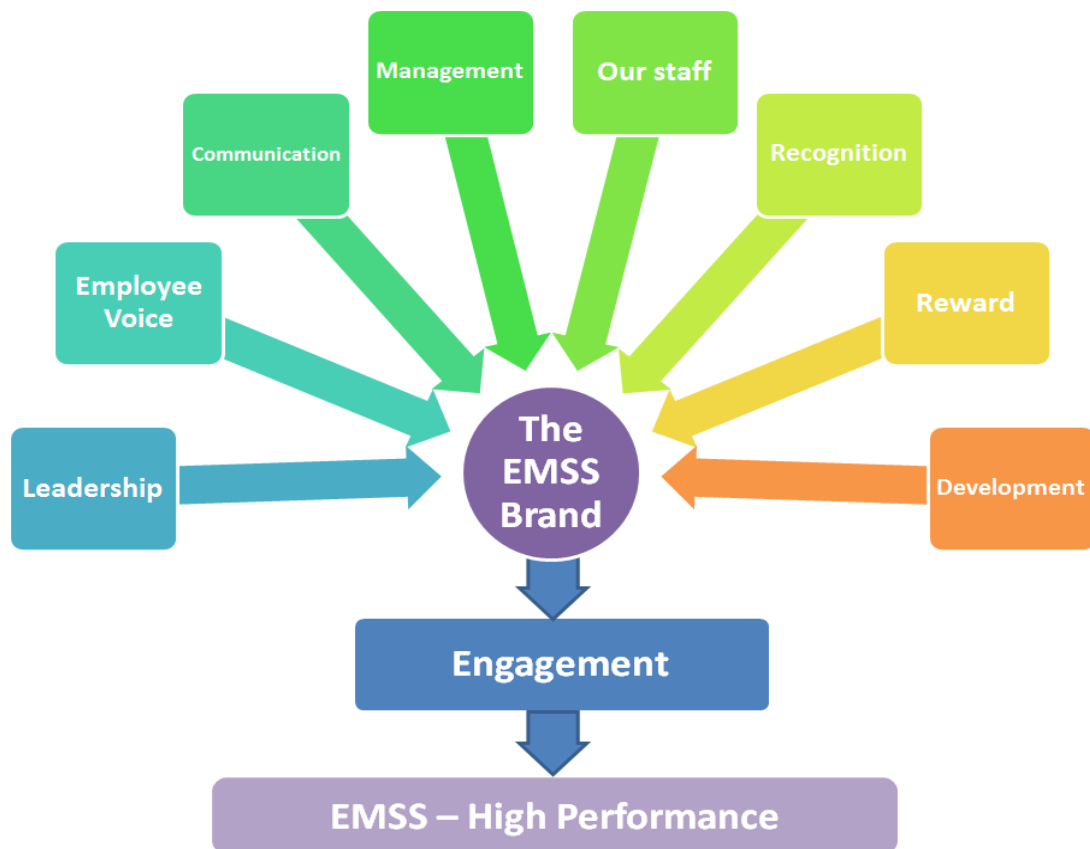 Management
Our staff
Communication
Recognition
Employee
Voice
Reward
Leadership
Development
The
EMSS
Brand
Engagement
EMSS – High Performance